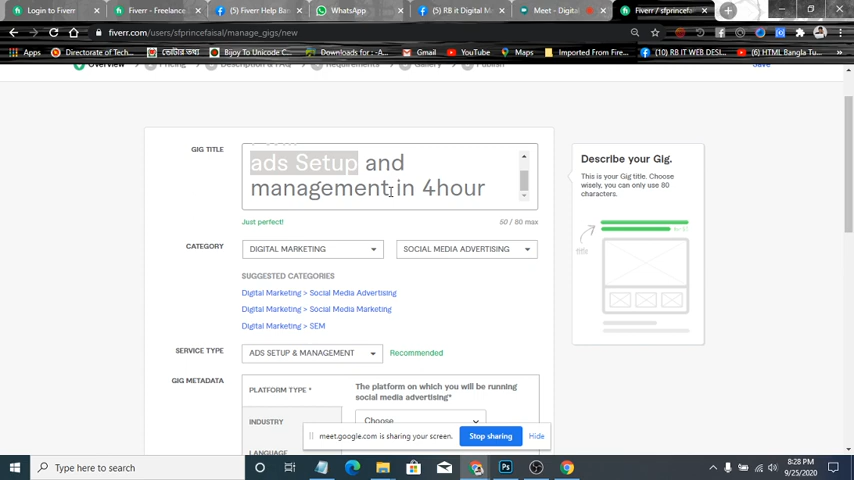 Login to Fiverr
Fiverr - Freelance
(5) Fiverr Help Ban
WhatsApp
(5) RB it Digital M
Meet - Digital
Fiverr / sfprincefaisal
fiverr.com/users/sfprincefaisal/manage_gigs/new
Apps
Directorate of Tech...
ভোটার তথ্য
Bijoy To Unicode C...
Downloads for : -A...
Gmail
YouTube
Maps
Imported From Fire...
(10) RB IT WEB DESI...
(6) HTML Bangla Tu...
Overview
Pricing
Description & FAQ
Requirements
Gallery
Publish
Save
GIG TITLE
ads Setup and
management in 4hour
Just perfect!
50 / 80 max
Describe your Gig.
This is your Gig title. Choose
wisely, you can only use 80
characters.
title
CATEGORY
DIGITAL MARKETING
SOCIAL MEDIA ADVERTISING
SUGGESTED CATEGORIES
Digital Marketing > Social Media Advertising
Digital Marketing > Social Media Marketing
Digital Marketing > SEM
SERVICE TYPE
ADS SETUP & MANAGEMENT
Recommended
GIG METADATA
PLATFORM TYPE *
The platform on which you will be running
social media advertising*
INDUSTRY
Choose
LANGUAGE
meet.google.com is sharing your screen.
Stop sharing
Hide
Type here to search
8:28 PM
9/25/2020